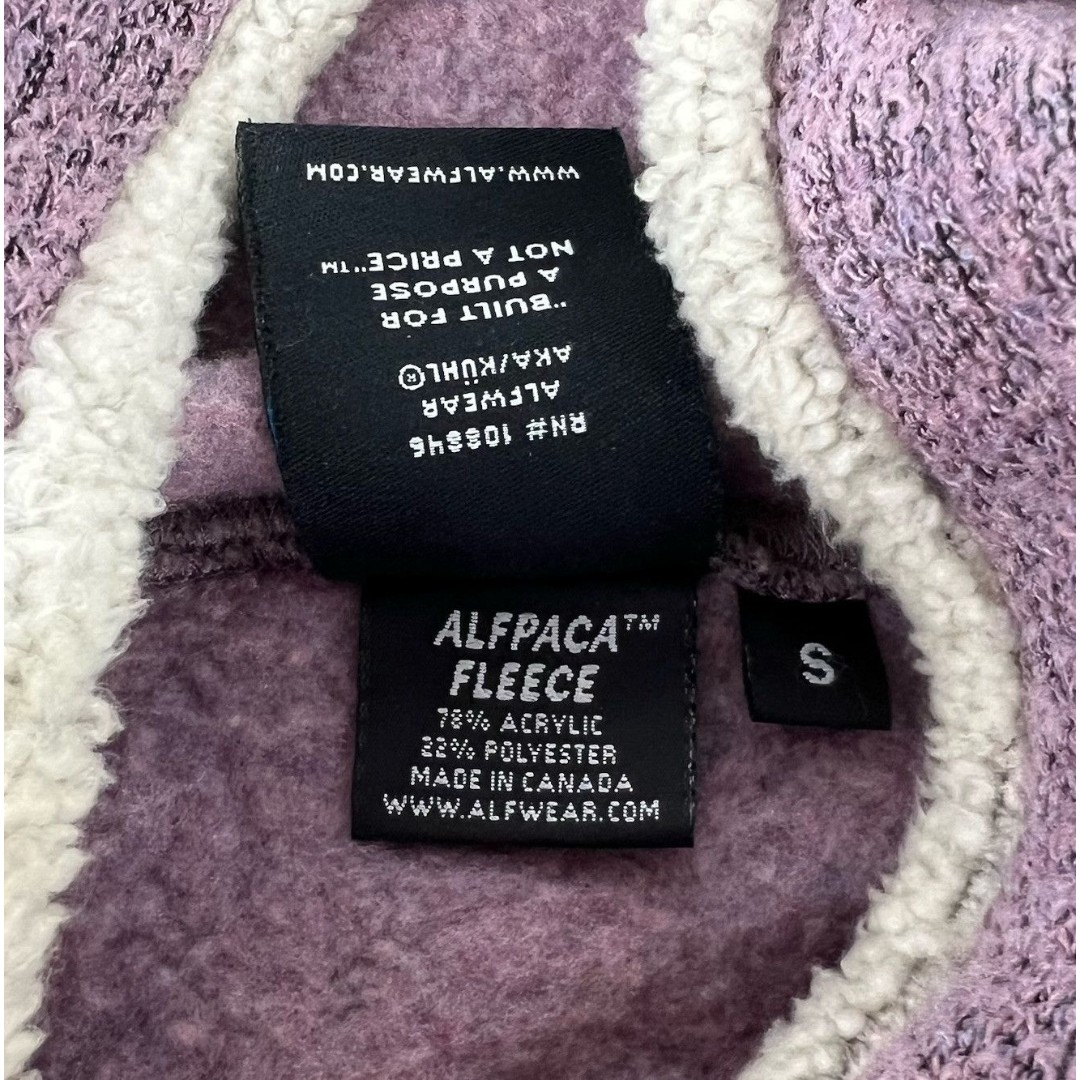 RN# 108846
ALFWEAR
AKA/KÜHL®
"BUILT FOR
A PURPOSE
NOT A PRICE"™
WWW.ALFWEAR.COM
ALFPACA™
FLEECE
78% ACRYLIC
22% POLYESTER
MADE IN CANADA
WWW.ALFWEAR.COM
S